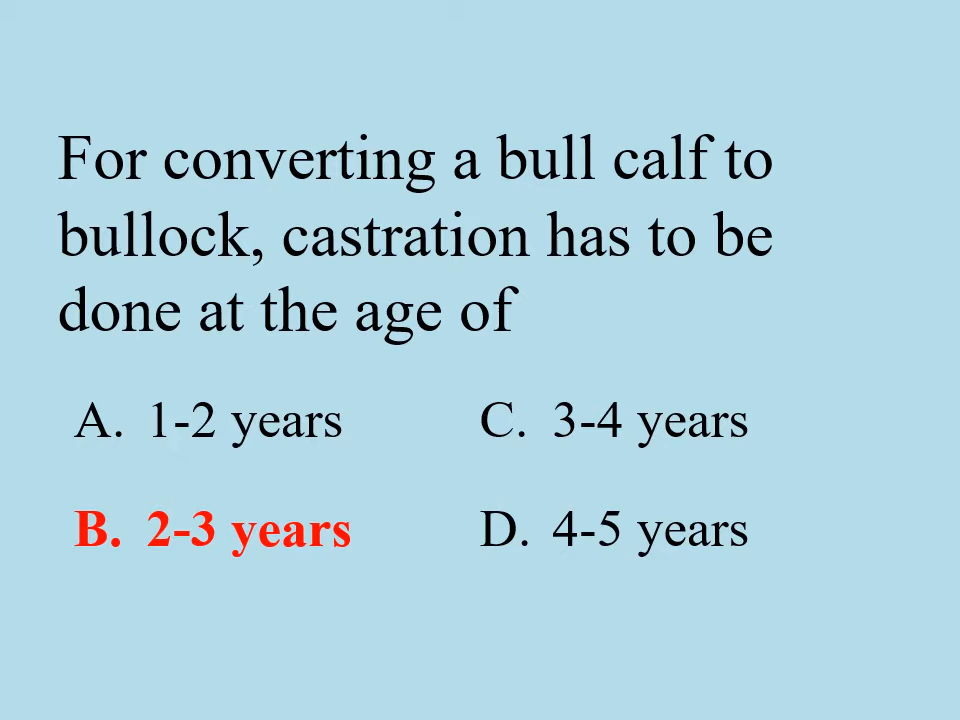 For converting a bull calf to
bullock, castration has to be
done at the age of
A. 1-2 years
C. 3-4 years
B. 2-3 years
D. 4-5 years